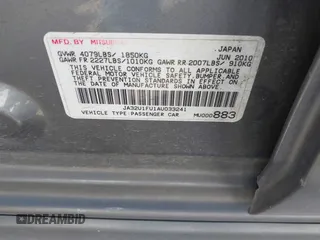 MFD BY: MITSUBI
JAPAN
GVWR 4079LBS/ 1850KG JUN 2010
GAWR FR 2227LBS/1010KG GAWR RR 2007LBS/ 910KG
THIS VEHICLE CONFORMS TO ALL APPLICABLE
FEDERAL MOTOR VEHICLE SAFETY, BUMPER, AND
THEFT PREVENTION STANDARDS IN EFFECT ON
THE DATE OF MANUFACTURE SHOWN ABOVE.
JA32U1FU1AU033241
VEHICLE TYPE: PASSENGER CAR MU000883
DREAMBID